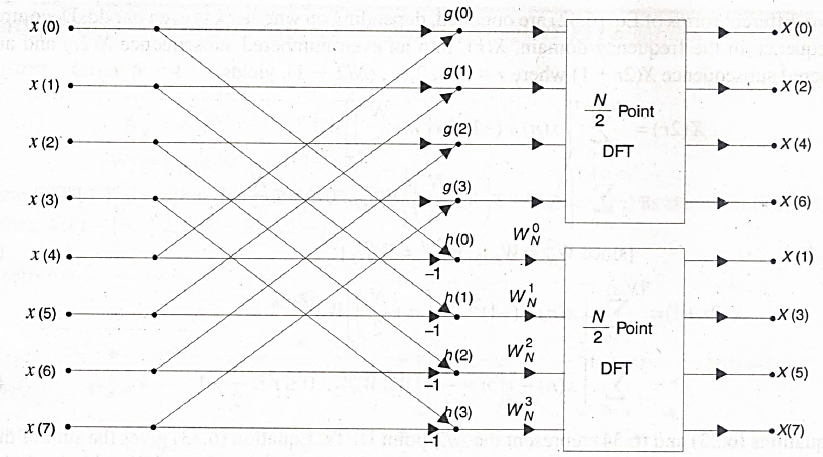 x(0) g(0) X(0)
x(1) g(1) X(2)
x(2) g(2) N/2 Point DFT X(4)
x(3) g(3) X(6)
x(4) -1 h(0) W_N^0 X(1)
x(5) -1 h(1) W_N^1 X(3)
x(6) -1 h(2) W_N^2 N/2 Point DFT X(5)
x(7) -1 h(3) W_N^3 X(7)